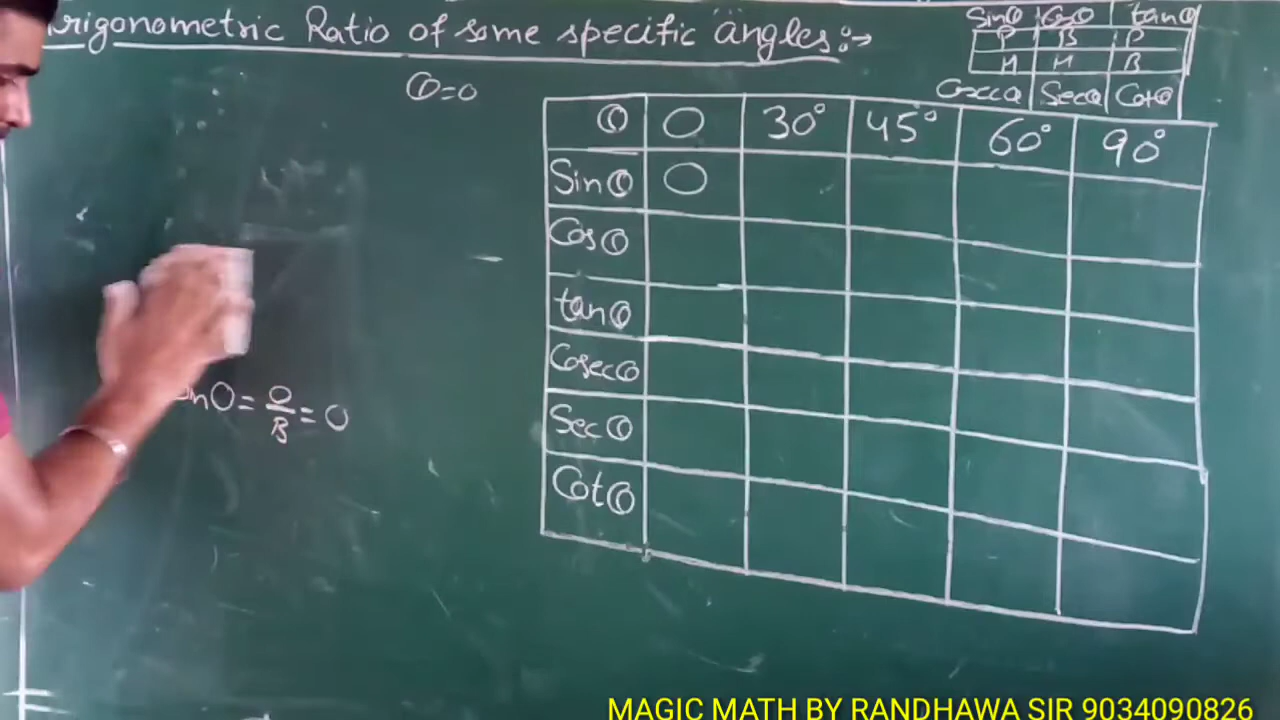 Trigonometric Ratio of some specific angles:→
Sinθ Cosθ tanθ
P B P
H H B
Cosecθ Secθ Cotθ
θ=0
θ 0 30° 45° 60° 90°
Sinθ 0
Cosθ
tanθ
Cosecθ
Secθ
Cotθ
= 0/B = 0
MAGIC MATH BY RANDHAWA SIR 9034090826